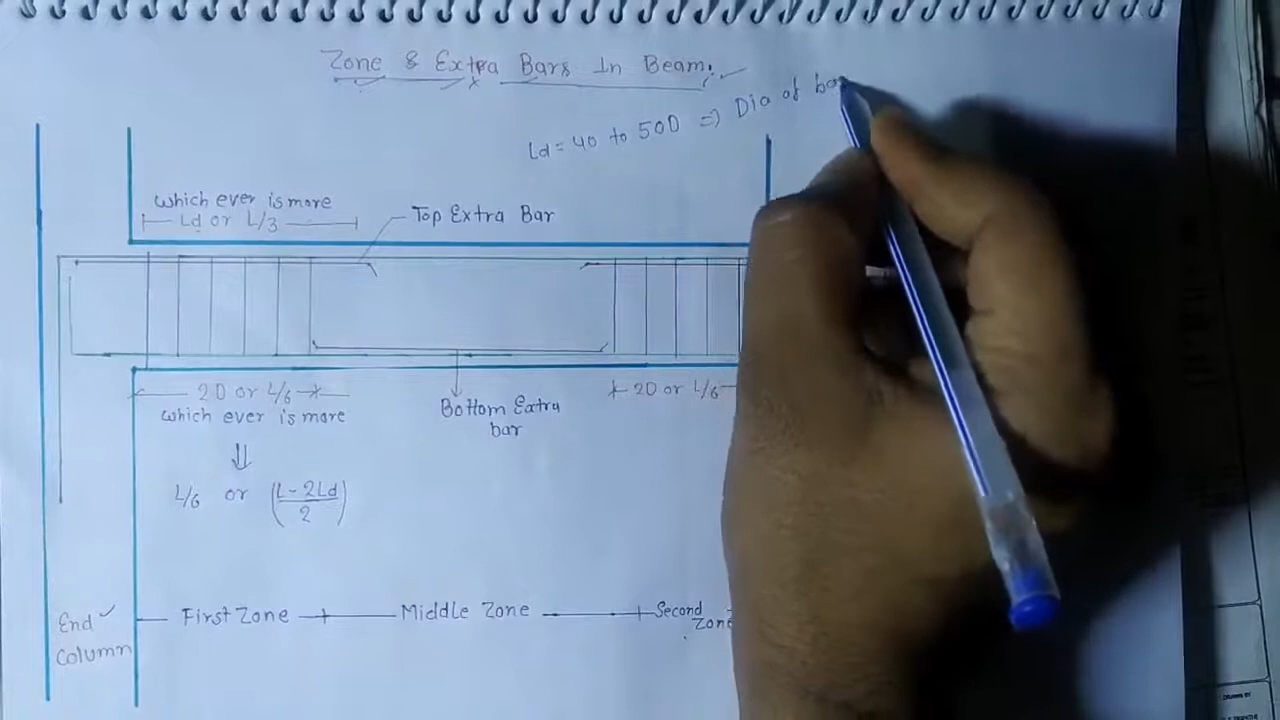 Zone & Extra Bars In Beam:
Ld = 40 to 50D => Dia of ba
which ever is more
Ld or L/3
Top Extra Bar
2D or L/6
which ever is more
L/6 or (L-2Ld/2)
Bottom Extra
bar
2D or L/6
End
Column
First Zone
Middle Zone
Second
Zone